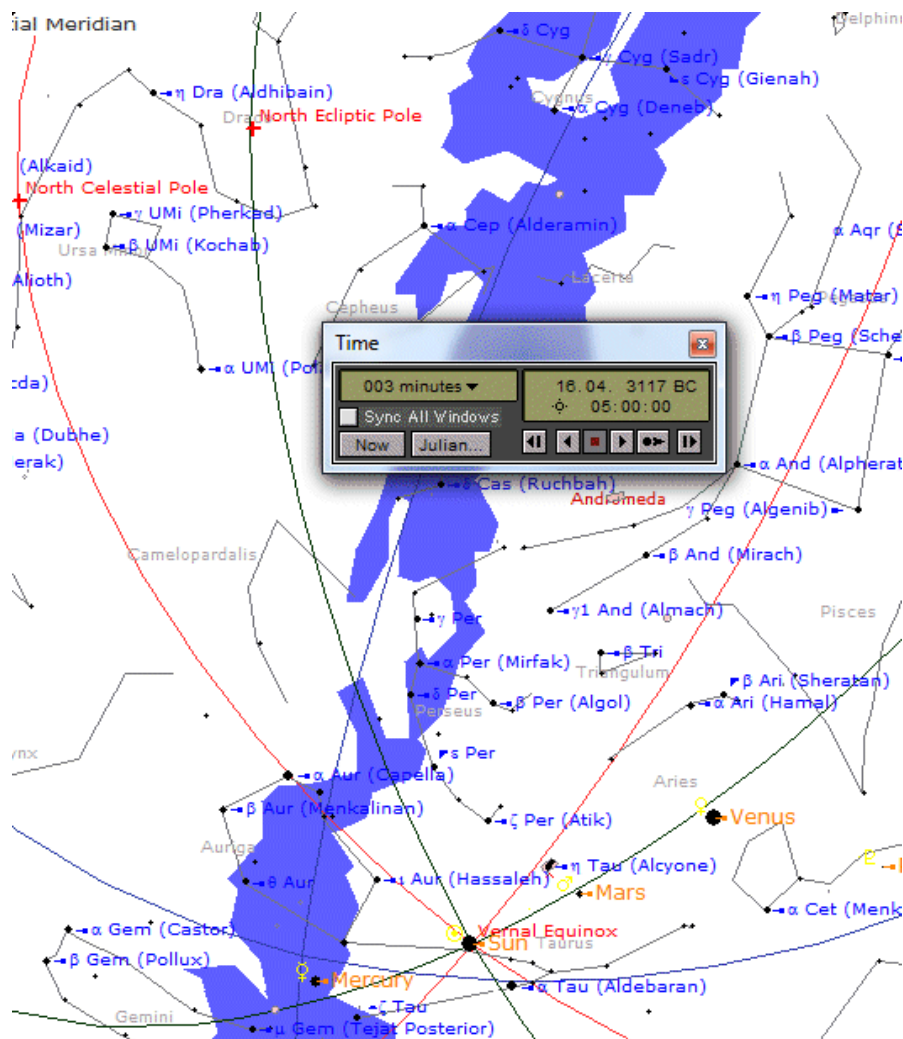 ial Meridian
Delphinu
δ Cyg
γ Cyg (Sadr)
ε Cyg (Gienah)
Cygnus
α Cyg (Deneb)
η Dra (Aldhibain)
Draco
North Ecliptic Pole
(Alkaid)
North Celestial Pole
γ UMi (Pherkad)
(Mizar)
α Cep (Alderamin)
α Aqr (S
β UMi (Kochab)
Ursa Minor
Alioth)
Lacerta
η Peg (Matar)
Pegasus
Cepheus
β Peg (Sche
Time
α UMi (Pol
cda)
003 minutes
16.04. 3117 BC
05:00:00
Sync All Windows
a (Dubhe)
Now
Julian...
erak)
α And (Alpherat
δ Cas (Ruchbah)
Andromeda
γ Peg (Algenib)
Camelopardalis
β And (Mirach)
γ1 And (Almach)
Pisces
γ Per
β Tri
α Per (Mirfak)
Triangulum
β Ari (Sheratan)
δ Per
β Per (Algol)
α Ari (Hamal)
Perseus
ε Per
ynx
α Aur (Capella)
Aries
β Aur (Menkalinan)
Venus
ζ Per (Atik)
Auriga
η Tau (Alcyone)
θ Aur
ι Aur (Hassaleh)
Mars
α Cet (Menk
α Gem (Castor)
Vernal Equinox
Sun
Taurus
β Gem (Pollux)
Mercury
α Tau (Aldebaran)
ζ Tau
Gemini
μ Gem (Tejat Posterior)